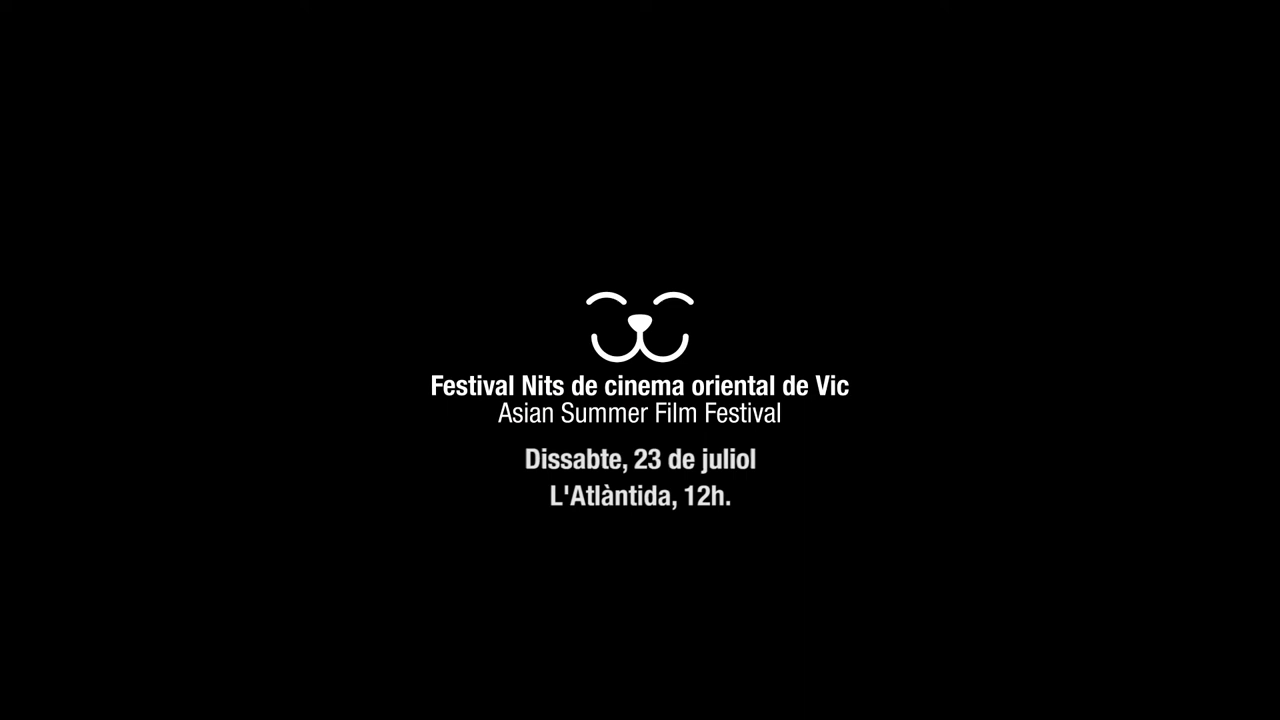 Festival Nits de cinema oriental de Vic
Asian Summer Film Festival
Dissabte, 23 de juliol
L'Atlàntida, 12h.